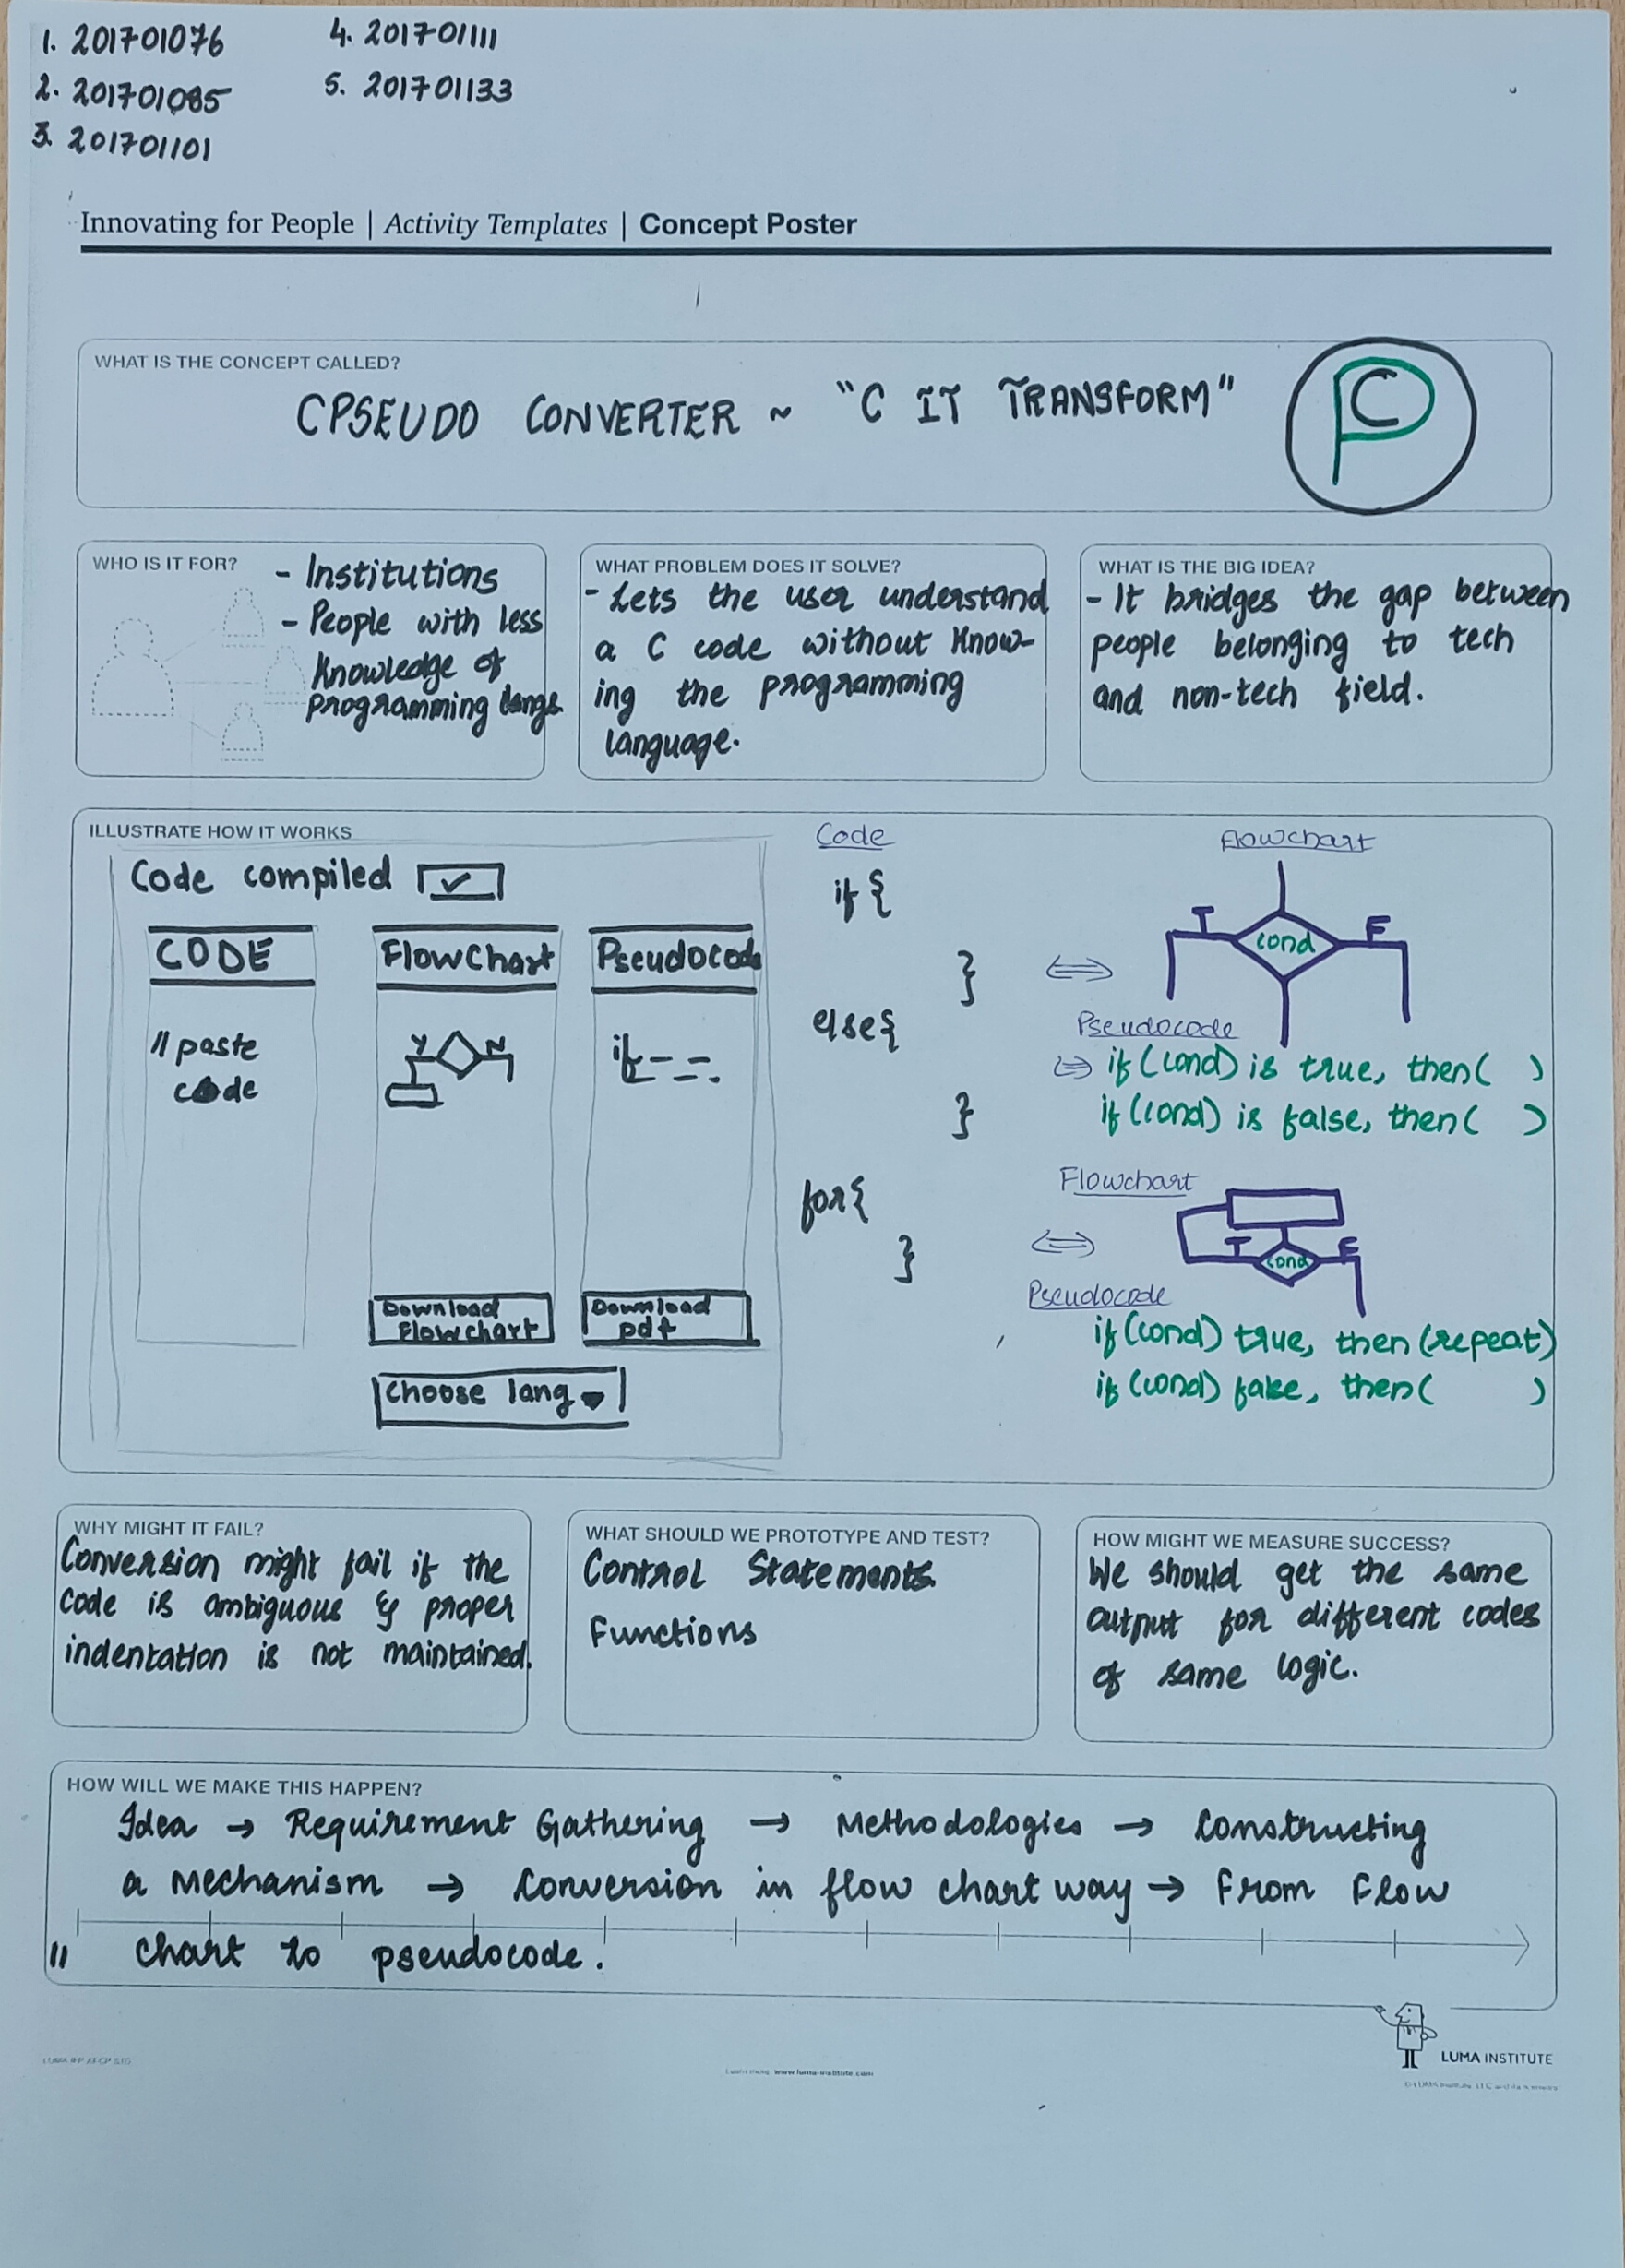 1. 201701076
2. 201701085
3. 201701101
4. 201701111
5. 201701133
Innovating for People | Activity Templates | Concept Poster
WHAT IS THE CONCEPT CALLED?
CPSEUDO CONVERTER ~ "C IT TRANSFORM"
PC
WHO IS IT FOR?
- Institutions
- People with less
Knowledge of
programming langs
WHAT PROBLEM DOES IT SOLVE?
- Lets the user understand
a C code without Know-
ing the programming
language.
WHAT IS THE BIG IDEA?
- It bridges the gap between
people belonging to tech
and non-tech field.
ILLUSTRATE HOW IT WORKS
Code compiled
CODE
// paste
code
FlowChart
Y N
Download
Flowchart
Pseudocode
if - - -.
Download
pdf
Choose lang
Code
if {
}
else{
}
for{
}
Flowchart
T cond F
Pseudocode
⇔ if (cond) is true, then ( )
if (cond) is false, then ( )
Flowchart
T cond F
Pseudocode
if (cond) true, then (repeat)
if (cond) false, then ( )
WHY MIGHT IT FAIL?
Conversion might fail if the
code is ambiguous & proper
indentation is not maintained.
WHAT SHOULD WE PROTOTYPE AND TEST?
Control Statements
Functions
HOW MIGHT WE MEASURE SUCCESS?
We should get the same
output for different codes
of same logic.
HOW WILL WE MAKE THIS HAPPEN?
Idea → Requirement Gathering → Methodologies → Constructing
a Mechanism → Conversion in flow chart way → From Flow
// chart to pseudocode.
LUMA INSTITUTE
www.luma-institute.com